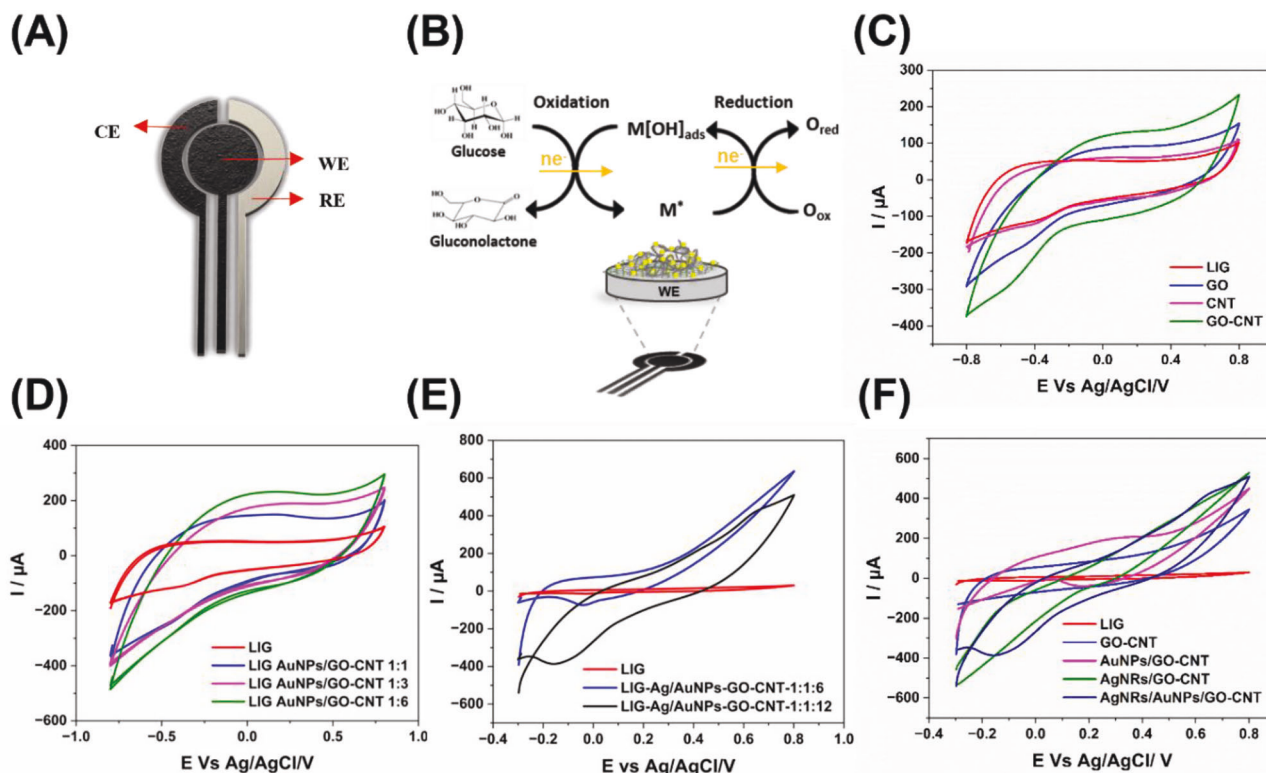 (A)
CE
WE
RE
(B)
Oxidation
Reduction
Glucose
ne-
M[OH]ads
ne-
Ored
Gluconolactone
M*
Oox
WE
(C)
300
200
100
0
-100
-200
-300
-400
I / µA
-0.8
-0.4
0.0
0.4
0.8
E Vs Ag/AgCl/V
LIG
GO
CNT
GO-CNT
(D)
400
200
0
-200
-400
-600
I / µA
-1.0
-0.5
0.0
0.5
1.0
E Vs Ag/AgCl/V
LIG
LIG AuNPs/GO-CNT 1:1
LIG AuNPs/GO-CNT 1:3
LIG AuNPs/GO-CNT 1:6
(E)
800
600
400
200
0
-200
-400
-600
I / µA
-0.4
-0.2
0.0
0.2
0.4
0.6
0.8
1.0
E vs Ag/AgCl/V
LIG
LIG-Ag/AuNPs-GO-CNT-1:1:6
LIG-Ag/AuNPs-GO-CNT-1:1:12
(F)
600
400
200
0
-200
-400
-600
I / µA
-0.4
-0.2
0.0
0.2
0.4
0.6
0.8
E Vs Ag/AgCl/ V
LIG
GO-CNT
AuNPs/GO-CNT
AgNRs/GO-CNT
AgNRs/AuNPs/GO-CNT